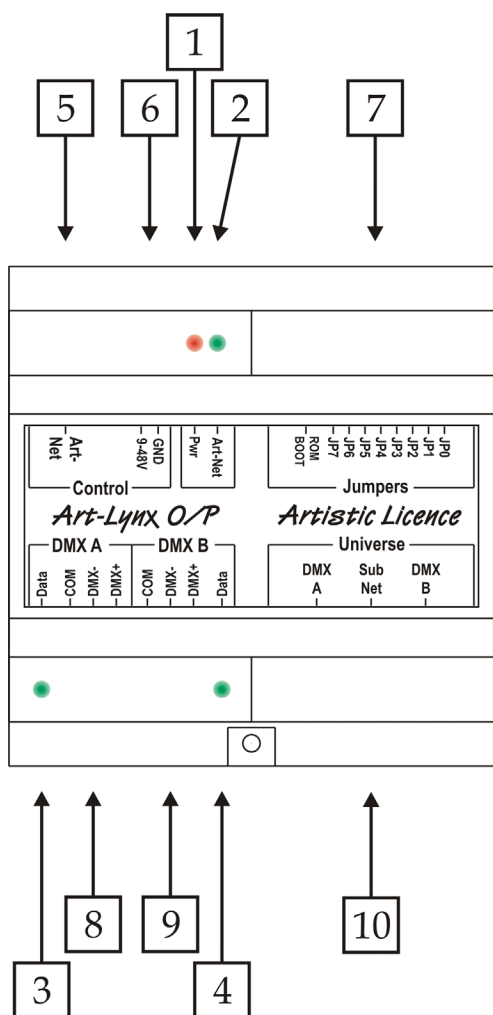 1
5 6 2 7
Art-
Net
9-48V
GND
Pwr
Art-Net
BOOT
ROM
JP7
JP6
JP5
JP4
JP3
JP2
JP1
JP0
Control
Jumpers
Art-Lynx O/P
Artistic Licence
DMX A
DMX B
Universe
Data
COM
DMX-
DMX+
COM
DMX-
DMX+
Data
DMX
A
Sub
Net
DMX
B
8 9 10
3 4